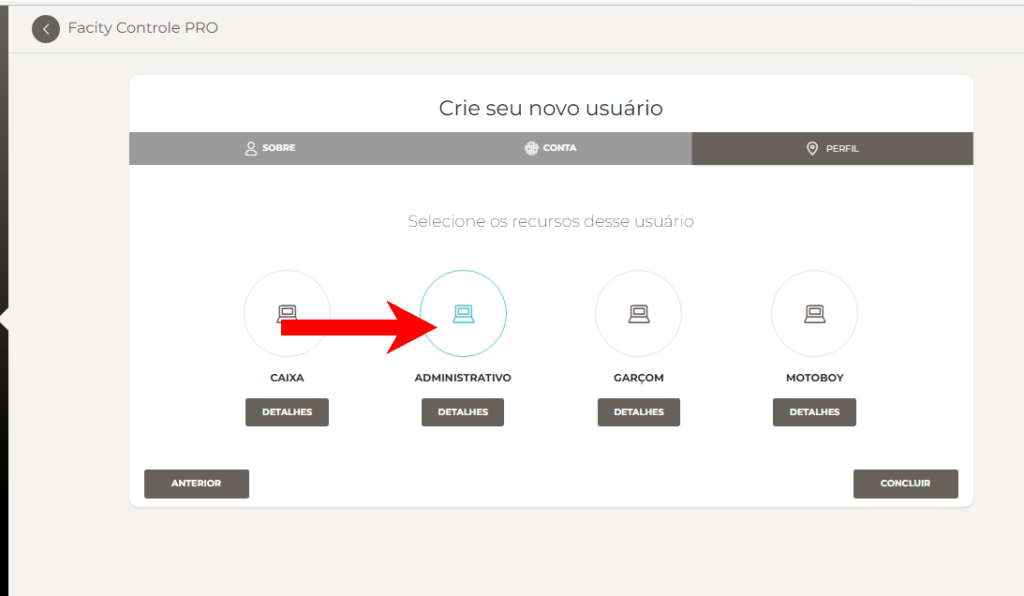 Facity Controle PRO
Crie seu novo usuário
SOBRE
CONTA
PERFIL
Selecione os recursos desse usuário
CAIXA
ADMINISTRATIVO
GARÇOM
MOTOBOY
DETALHES
DETALHES
DETALHES
DETALHES
ANTERIOR
CONCLUIR